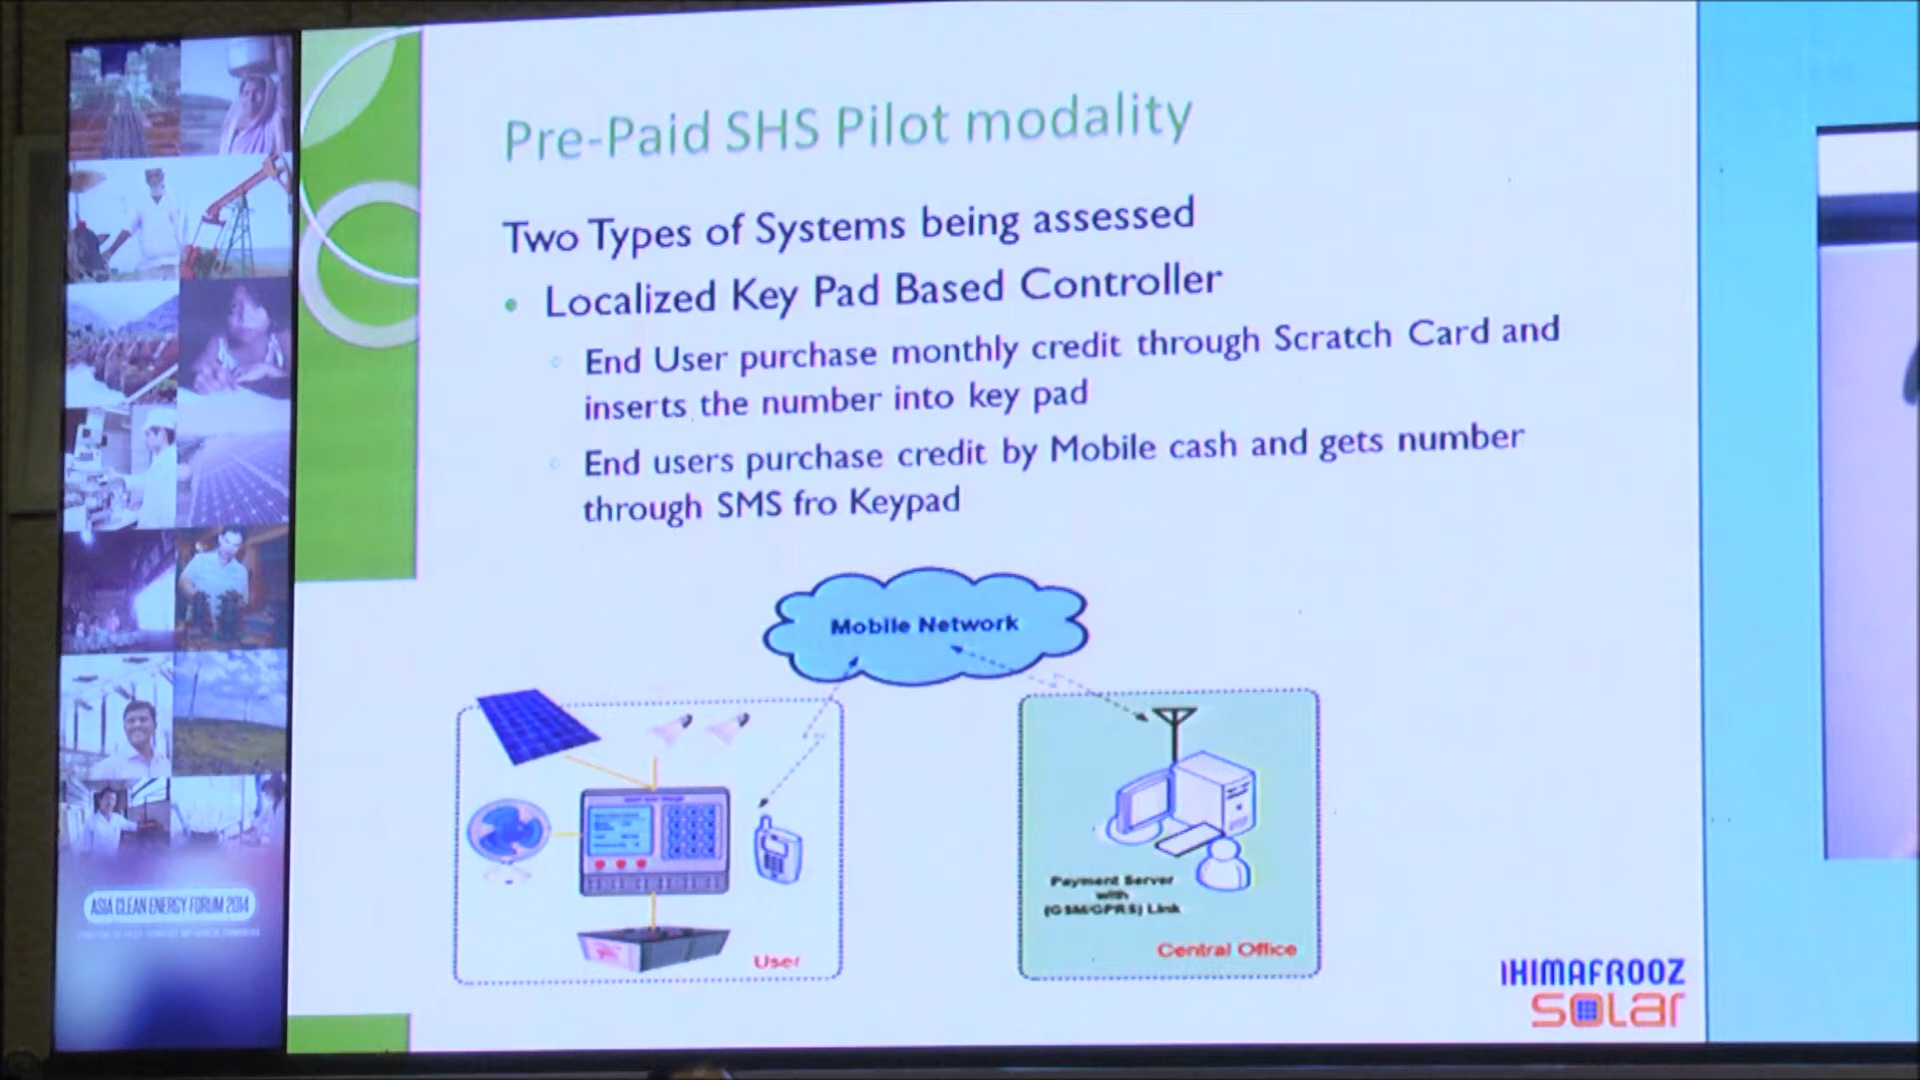 Pre-Paid SHS Pilot modality
Two Types of Systems being assessed
• Localized Key Pad Based Controller
End User purchase monthly credit through Scratch Card and
inserts the number into key pad
End users purchase credit by Mobile cash and gets number
through SMS fro Keypad
Mobile Network
User
Payment Server
with
(GSM/GPRS) Link
Central Office
ASIA CLEAN ENERGY FORUM 2014
IHIMAFROOZ
SOLAR